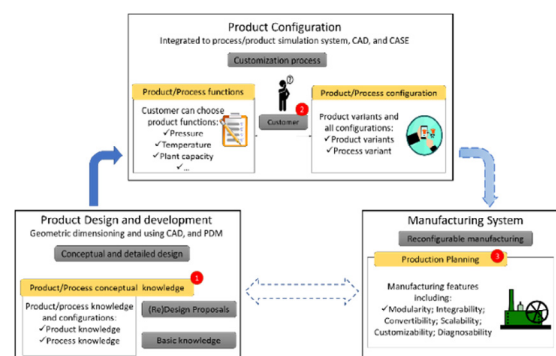 Product Configuration
Integrated to process/product simulation system, CAD, and CASE
Customization process
Product/Process functions
Customer can choose
product functions:
✓Pressure
✓Temperature
✓Plant capacity
✓...
?
2
Customer
Product/Process configuration
Product variants and
all configurations:
✓Product variants
✓Process variant
Product Design and development
Geometric dimensioning and using CAD, and PDM
Conceptual and detailed design
1
Product/Process conceptual knowledge
Product/process knowledge
and configurations:
✓Product knowledge
✓Process knowledge
(Re)Design Proposals
Basic knowledge
Manufacturing System
Reconfigurable manufacturing
Production Planning
3
Manufacturing features
including:
✓Modularity; Integrability;
Convertibility; Scalability;
Customizability; Diagnosability